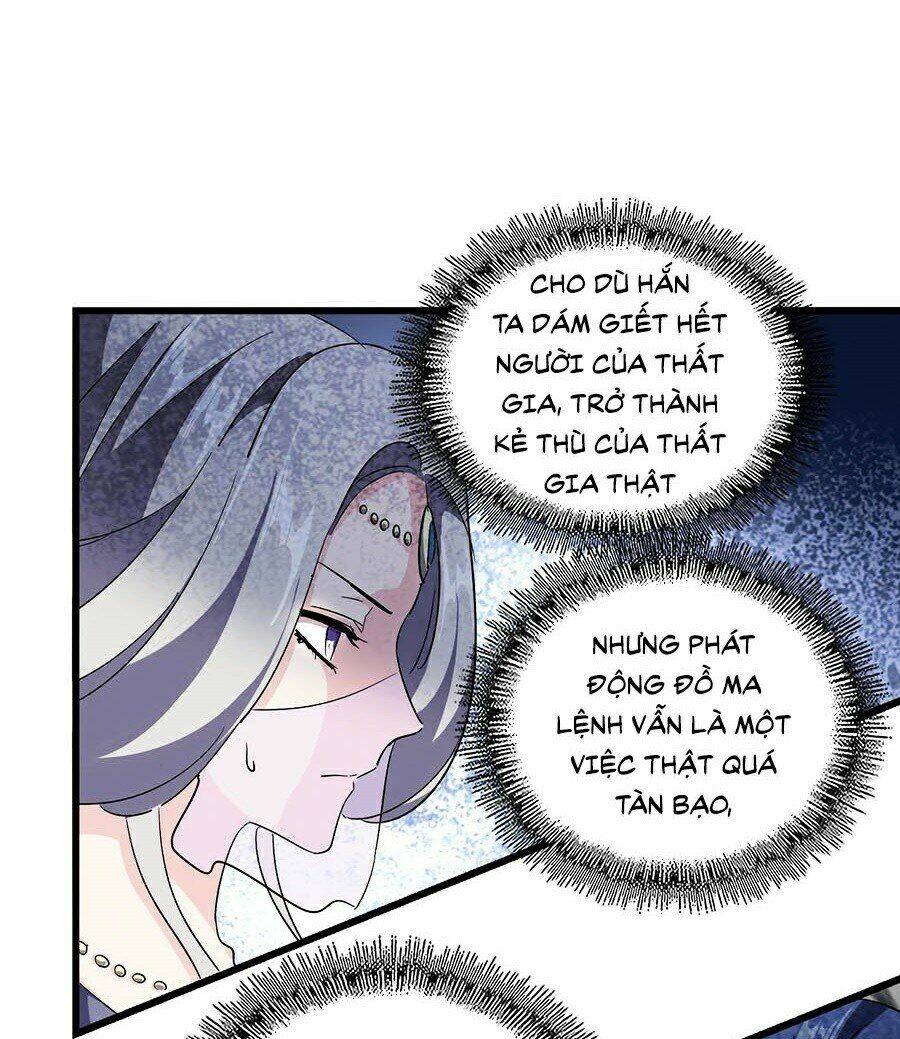 CHO DÙ HẮN
TA DÁM GIẾT HẾT
NGƯỜI CỦA THẤT
GIA, TRỞ THÀNH
KẺ THÙ CỦA THẤT
GIA THẬT
NHƯNG PHÁT
ĐỘNG ĐỒ MA
LỆNH VẪN LÀ MỘT
VIỆC THẬT QUÁ
TÀN BẠO,